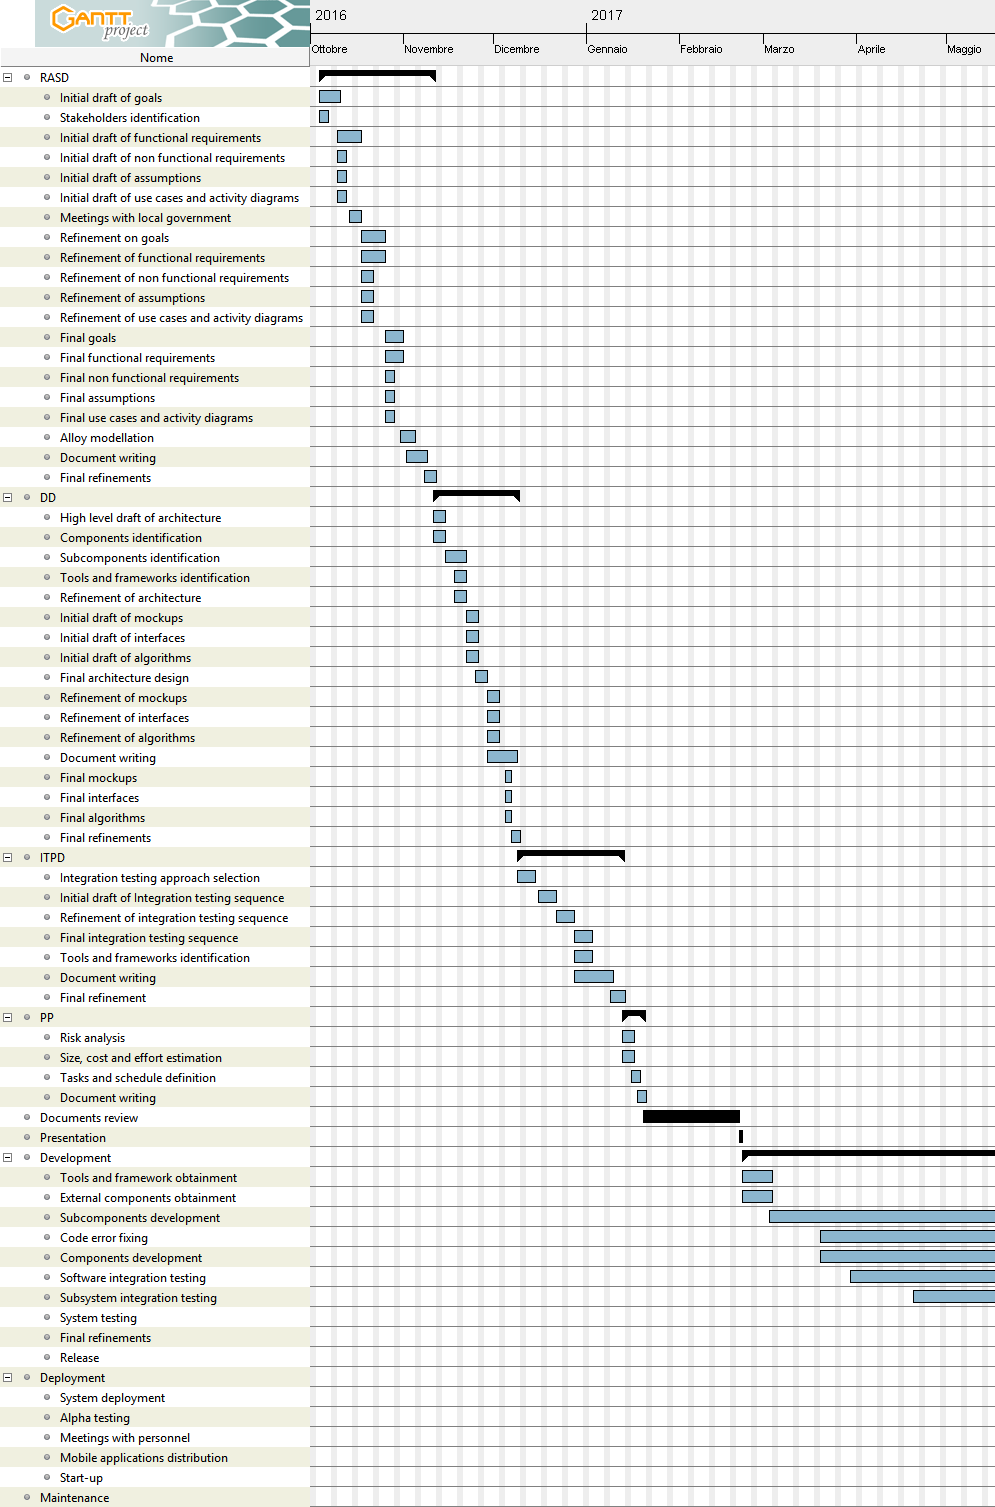 GANTT project
2016 2017
Ottobre Novembre Dicembre Gennaio Febbraio Marzo Aprile Maggio
Nome
RASD
Initial draft of goals
Stakeholders identification
Initial draft of functional requirements
Initial draft of non functional requirements
Initial draft of assumptions
Initial draft of use cases and activity diagrams
Meetings with local government
Refinement on goals
Refinement of functional requirements
Refinement of non functional requirements
Refinement of assumptions
Refinement of use cases and activity diagrams
Final goals
Final functional requirements
Final non functional requirements
Final assumptions
Final use cases and activity diagrams
Alloy modellation
Document writing
Final refinements
DD
High level draft of architecture
Components identification
Subcomponents identification
Tools and frameworks identification
Refinement of architecture
Initial draft of mockups
Initial draft of interfaces
Initial draft of algorithms
Final architecture design
Refinement of mockups
Refinement of interfaces
Refinement of algorithms
Document writing
Final mockups
Final interfaces
Final algorithms
Final refinements
ITPD
Integration testing approach selection
Initial draft of Integration testing sequence
Refinement of integration testing sequence
Final integration testing sequence
Tools and frameworks identification
Document writing
Final refinement
PP
Risk analysis
Size, cost and effort estimation
Tasks and schedule definition
Document writing
Documents review
Presentation
Development
Tools and framework obtainment
External components obtainment
Subcomponents development
Code error fixing
Components development
Software integration testing
Subsystem integration testing
System testing
Final refinements
Release
Deployment
System deployment
Alpha testing
Meetings with personnel
Mobile applications distribution
Start-up
Maintenance